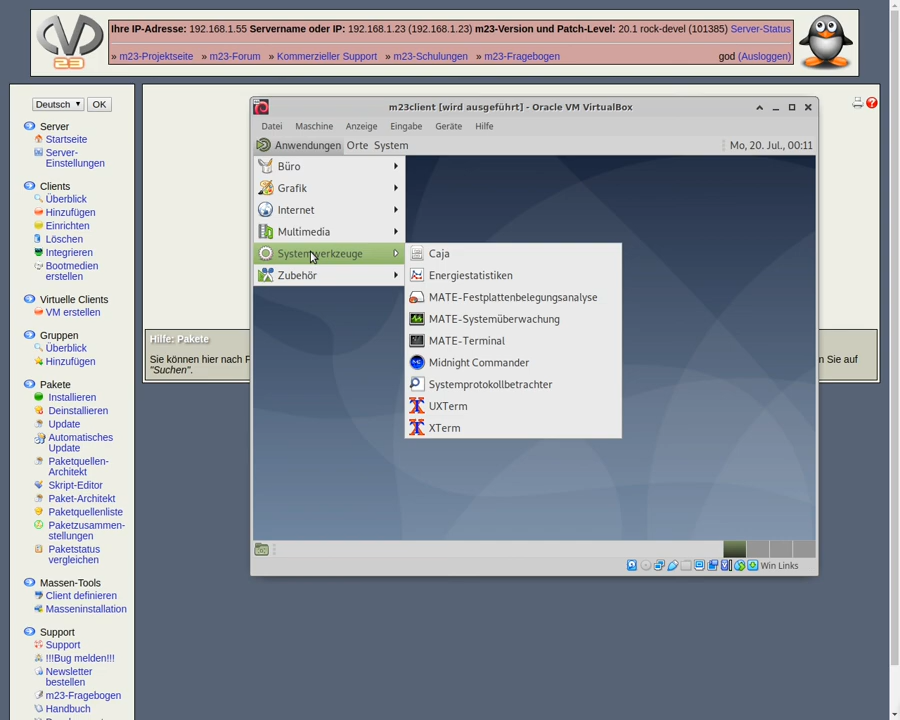 Ihre IP-Adresse: 192.168.1.55 Servername oder IP: 192.168.1.23 (192.168.1.23) m23-Version und Patch-Level: 20.1 rock-devel (101385) Server-Status
» m23-Projektseite » m23-Forum » Kommerzieller Support » m23-Schulungen » m23-Fragebogen god (Ausloggen)
23
Deutsch OK
Server
Startseite
Server-
Einstellungen
Clients
Überblick
Hinzufügen
Einrichten
Löschen
Integrieren
Bootmedien
erstellen
Virtuelle Clients
VM erstellen
Gruppen
Überblick
Hinzufügen
Pakete
Installieren
Deinstallieren
Update
Automatisches
Update
Paketquellen-
Architekt
Skript-Editor
Paket-Architekt
Paketquellenliste
Paketzusammen-
stellungen
Paketstatus
vergleichen
Massen-Tools
Client definieren
Masseninstallation
Support
Support
!!!Bug melden!!!
Newsletter
bestellen
m23-Fragebogen
Handbuch
Hilfe: Pakete
Sie können hier nach
n Sie auf
"Suchen".
m23client [wird ausgeführt] - Oracle VM VirtualBox
Datei Maschine Anzeige Eingabe Geräte Hilfe
Anwendungen Orte System Mo, 20. Jul., 00:11
Büro
Grafik
Internet
Multimedia
Systemwerkzeuge
Zubehör
Caja
Energiestatistiken
MATE-Festplattenbelegungsanalyse
MATE-Systemüberwachung
MATE-Terminal
Midnight Commander
Systemprotokollbetrachter
UXTerm
XTerm
Win Links